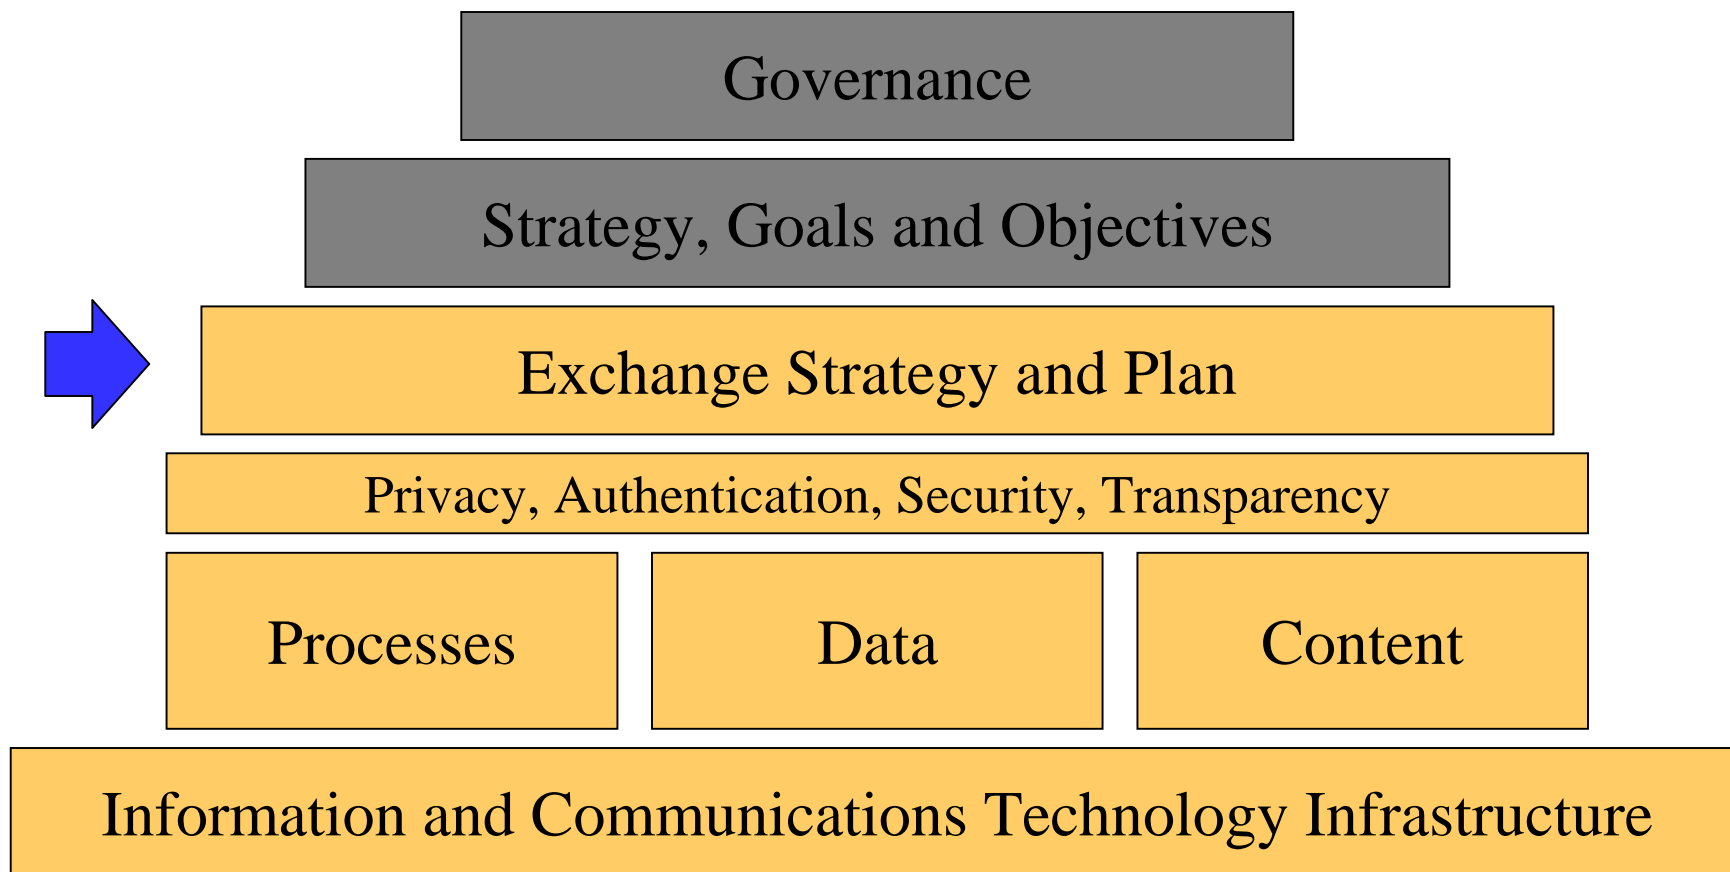 Governance
Strategy, Goals and Objectives
Exchange Strategy and Plan
Privacy, Authentication, Security, Transparency
Processes
Data
Content
Information and Communications Technology Infrastructure